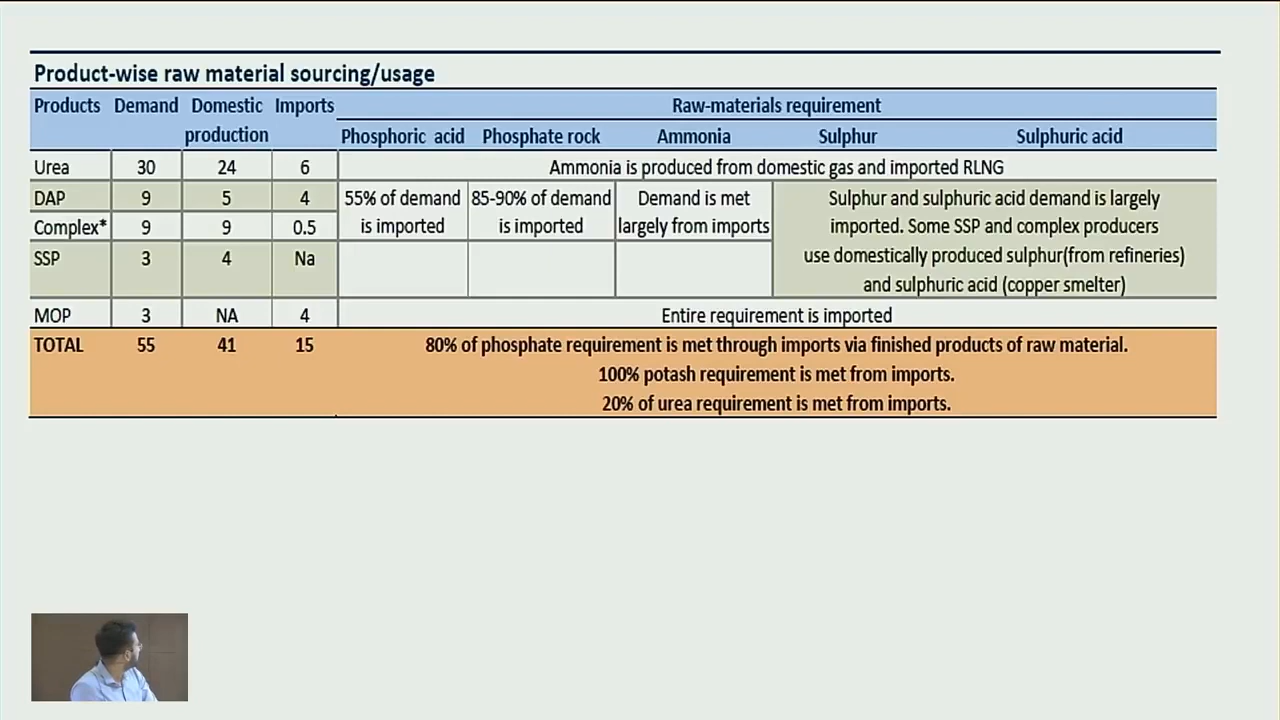 Product-wise raw material sourcing/usage
Products Demand Domestic production Imports Raw-materials requirement
Phosphoric acid Phosphate rock Ammonia Sulphur Sulphuric acid
Urea 30 24 6 Ammonia is produced from domestic gas and imported RLNG
DAP 9 5 4 55% of demand 85-90% of demand Demand is met Sulphur and sulphuric acid demand is largely
Complex* 9 9 0.5 is imported is imported largely from imports imported. Some SSP and complex producers
SSP 3 4 Na use domestically produced sulphur(from refineries)
and sulphuric acid (copper smelter)
MOP 3 NA 4 Entire requirement is imported
TOTAL 55 41 15 80% of phosphate requirement is met through imports via finished products of raw material.
100% potash requirement is met from imports.
20% of urea requirement is met from imports.